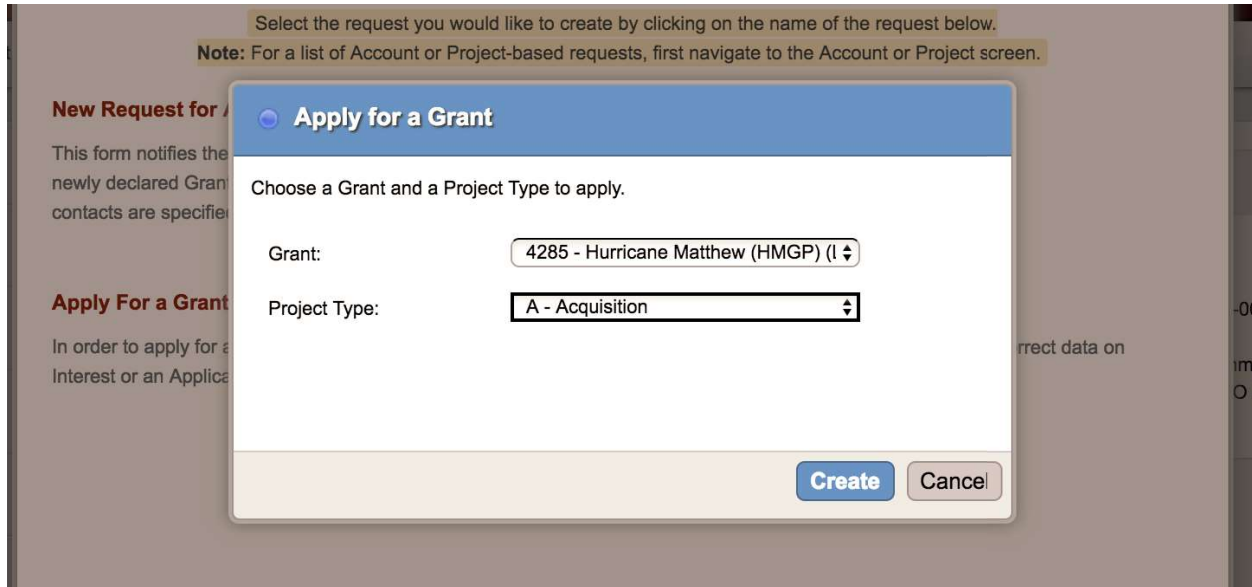 Select the request you would like to create by clicking on the name of the request below.
Note: For a list of Account or Project-based requests, first navigate to the Account or Project screen.
New Request for
Apply for a Grant
This form notifies the
newly declared
Choose a Grant and a Project Type to apply.
contacts are
Grant:
4285 - Hurricane Matthew (HMGP) (
Apply For a Grant
Project Type:
A - Acquisition
In order to apply for
data on
Interest or an
Create
Cancel